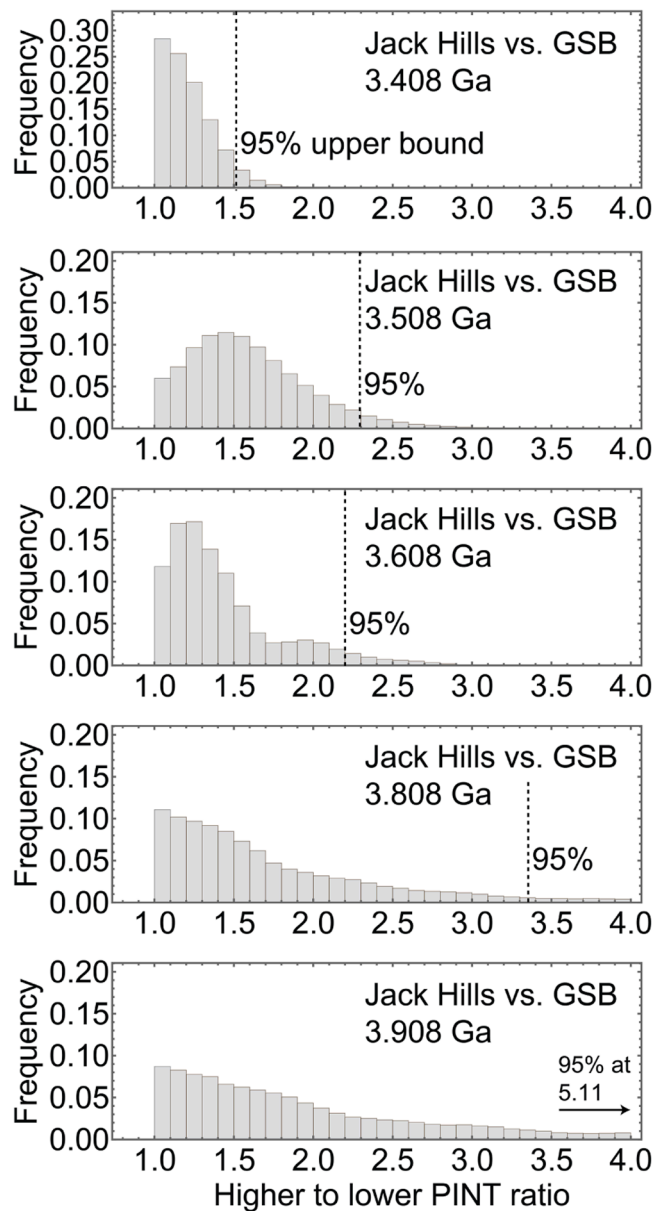 Frequency
0.30
0.25
0.20
0.15
0.10
0.05
0.00
Jack Hills vs. GSB
3.408 Ga
95% upper bound
1.0 1.5 2.0 2.5 3.0 3.5 4.0
Frequency
0.20
0.15
0.10
0.05
0.00
Jack Hills vs. GSB
3.508 Ga
95%
1.0 1.5 2.0 2.5 3.0 3.5 4.0
Frequency
0.20
0.15
0.10
0.05
0.00
Jack Hills vs. GSB
3.608 Ga
95%
1.0 1.5 2.0 2.5 3.0 3.5 4.0
Frequency
0.20
0.15
0.10
0.05
0.00
Jack Hills vs. GSB
3.808 Ga
95%
1.0 1.5 2.0 2.5 3.0 3.5 4.0
Frequency
0.20
0.15
0.10
0.05
0.00
Jack Hills vs. GSB
3.908 Ga
95% at
5.11
1.0 1.5 2.0 2.5 3.0 3.5 4.0
Higher to lower PINT ratio